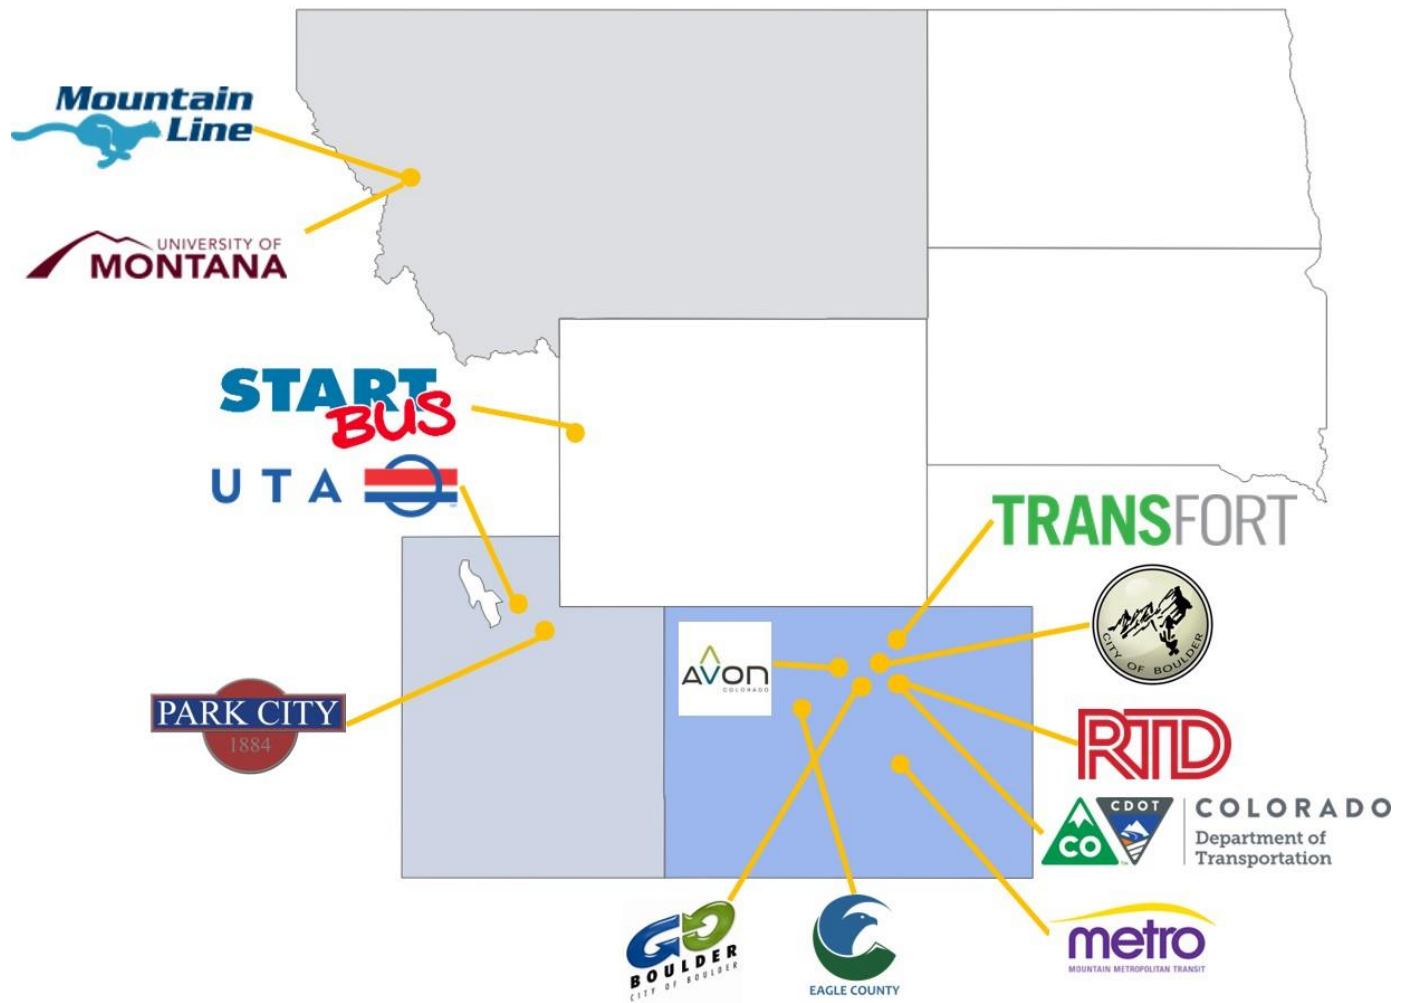 Mountain
Line
UNIVERSITY OF
MONTANA
START
BUS
UTA
TRANSFORT
CITY OF BOULDER
AVON
COLORADO
PARK CITY
1884
RTD
CO
CDOT
COLORADO
Department of
Transportation
GO
BOULDER
CITY OF BOULDER
EAGLE COUNTY
metro
MOUNTAIN METROPOLITAN TRANSIT